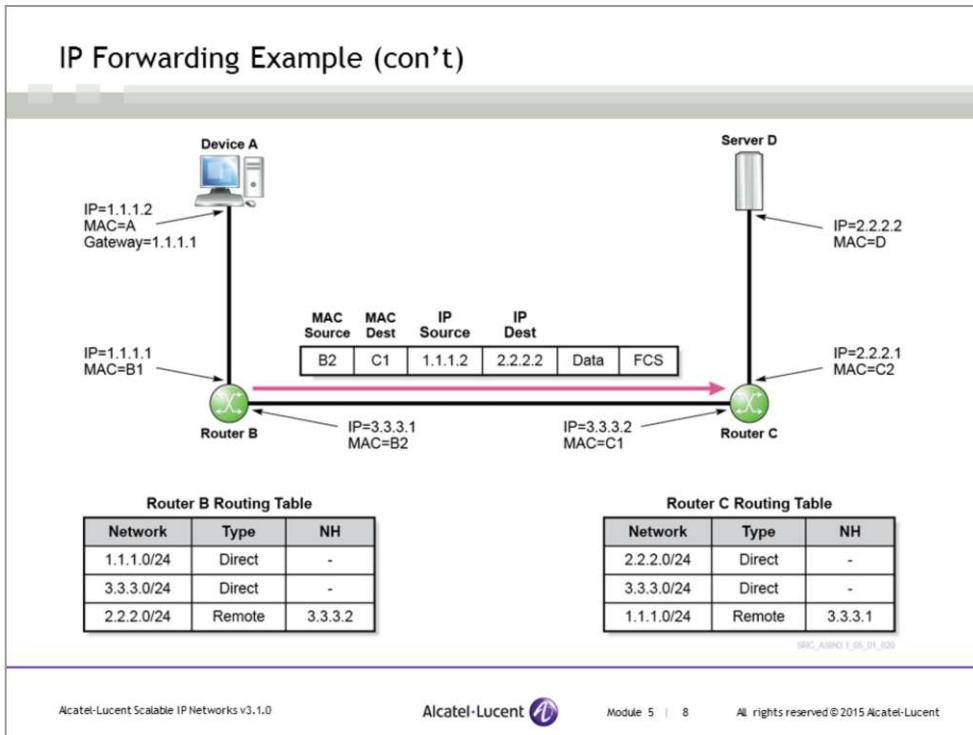 IP Forwarding Example (con't)
Device A
Server D
IP=1.1.1.2
MAC=A
Gateway=1.1.1.1
IP=2.2.2.2
MAC=D
MAC Source
MAC Dest
IP Source
IP Dest
B2 C1 1.1.1.2 2.2.2.2 Data FCS
IP=1.1.1.1
MAC=B1
IP=2.2.2.1
MAC=C2
Router B
IP=3.3.3.1
MAC=B2
IP=3.3.3.2
MAC=C1
Router C
Router B Routing Table
Network Type NH
1.1.1.0/24 Direct -
3.3.3.0/24 Direct -
2.2.2.0/24 Remote 3.3.3.2
Router C Routing Table
Network Type NH
2.2.2.0/24 Direct -
3.3.3.0/24 Direct -
1.1.1.0/24 Remote 3.3.3.1
Alcatel-Lucent Scalable IP Networks v3.1.0
Alcatel·Lucent
Module 5 | 8
All rights reserved © 2015 Alcatel-Lucent